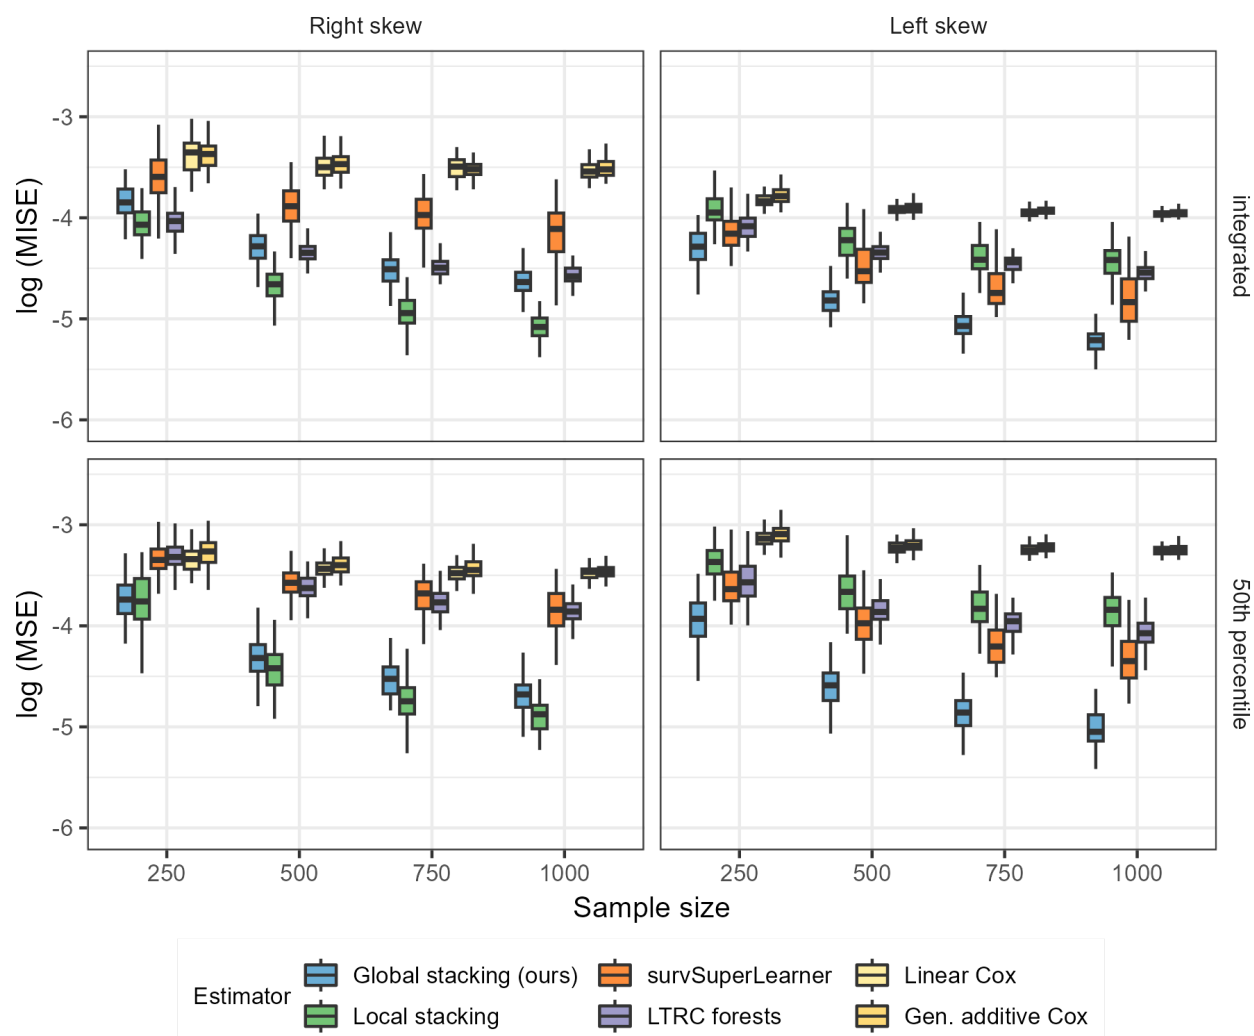 Right skew
Left skew
log (MISE)
-3
-4
-5
-6
integrated
log (MSE)
-3
-4
-5
-6
50th percentile
250
500
750
1000
250
500
750
1000
Sample size
Estimator
Global stacking (ours)
survSuperLearner
Linear Cox
Local stacking
LTRC forests
Gen. additive Cox